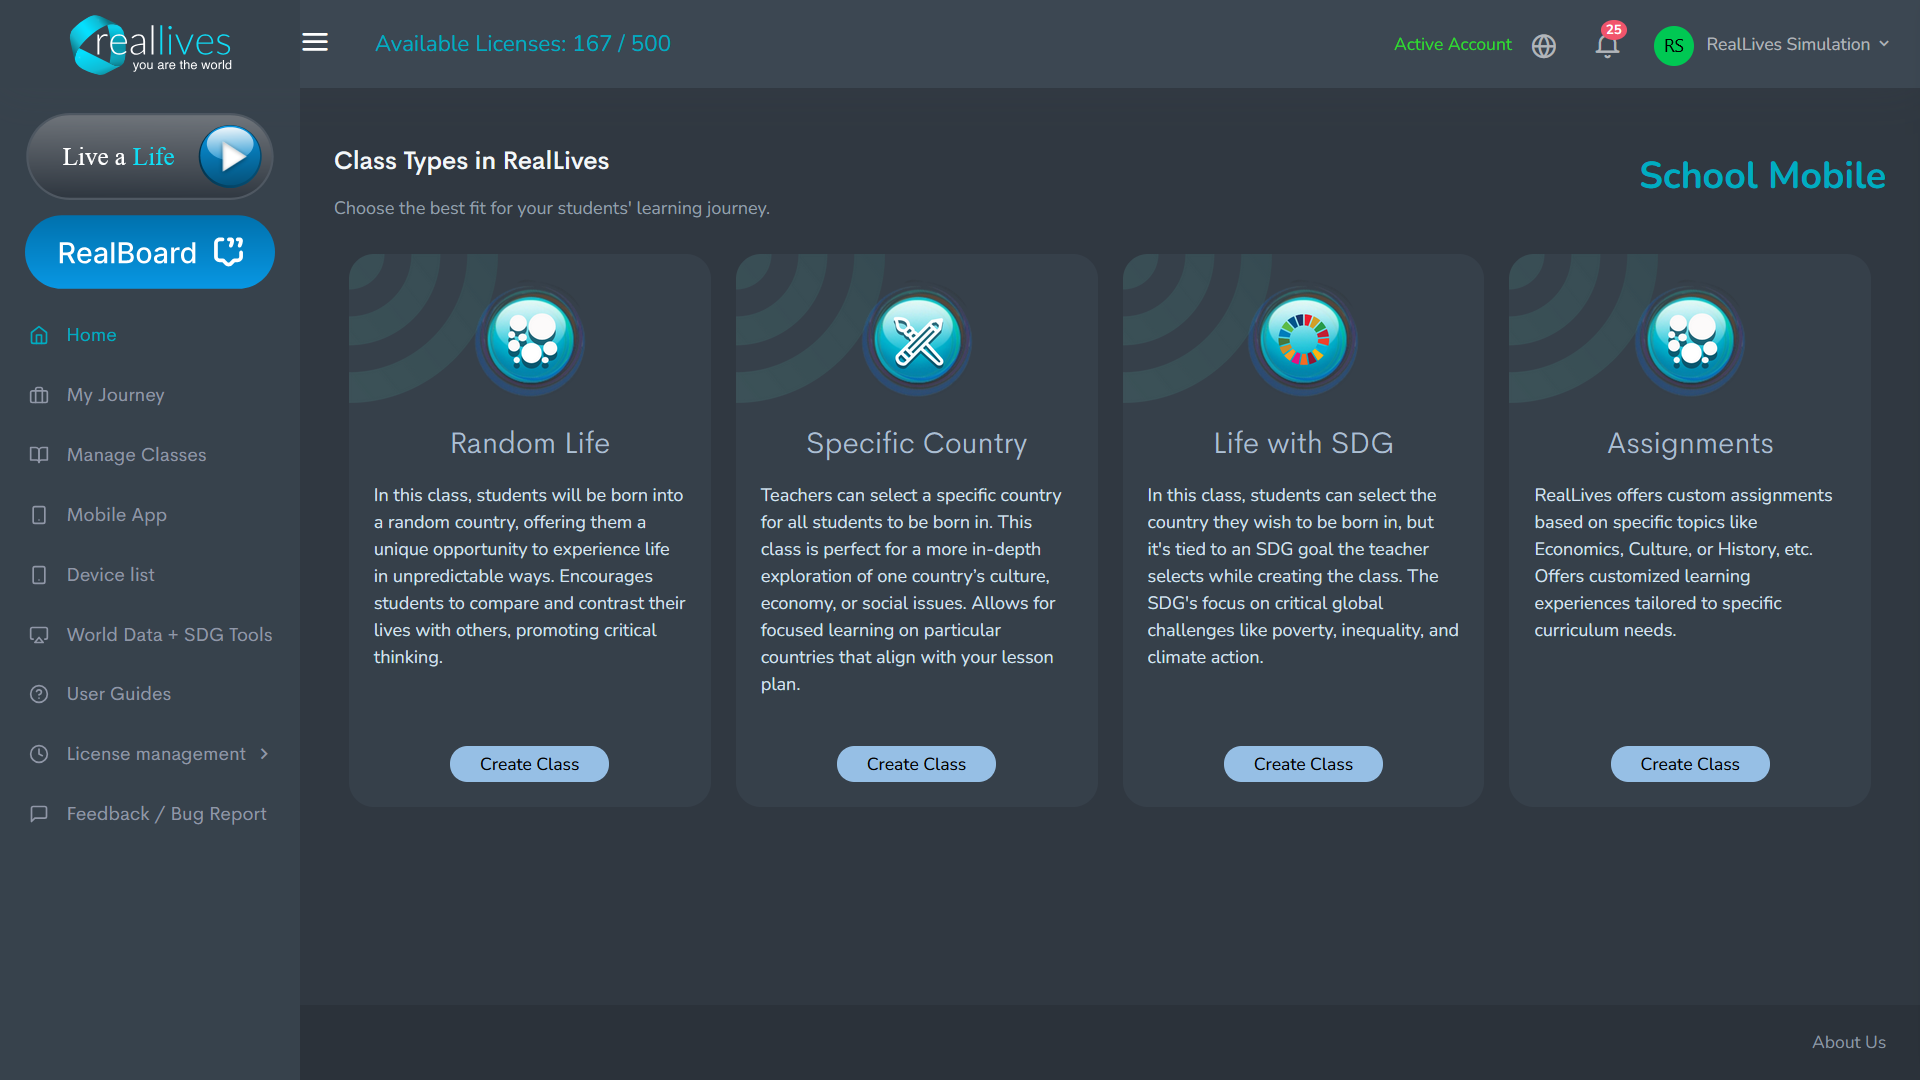 reallives
you are the world
Available Licenses: 167 / 500
Active Account
25
RS
RealLives Simulation
Live a Life
RealBoard
Home
My Journey
Manage Classes
Mobile App
Device list
World Data + SDG Tools
User Guides
License management
Feedback / Bug Report
Class Types in RealLives
School Mobile
Choose the best fit for your students' learning journey.
Random Life
In this class, students will be born into
a random country, offering them a
unique opportunity to experience life
in unpredictable ways. Encourages
students to compare and contrast their
lives with others, promoting critical
thinking.
Create Class
Specific Country
Teachers can select a specific country
for all students to be born in. This
class is perfect for a more in-depth
exploration of one country’s culture,
economy, or social issues. Allows for
focused learning on particular
countries that align with your lesson
plan.
Create Class
Life with SDG
In this class, students can select the
country they wish to be born in, but
it's tied to an SDG goal the teacher
selects while creating the class. The
SDG's focus on critical global
challenges like poverty, inequality, and
climate action.
Create Class
Assignments
RealLives offers custom assignments
based on specific topics like
Economics, Culture, or History, etc.
Offers customized learning
experiences tailored to specific
curriculum needs.
Create Class
About Us